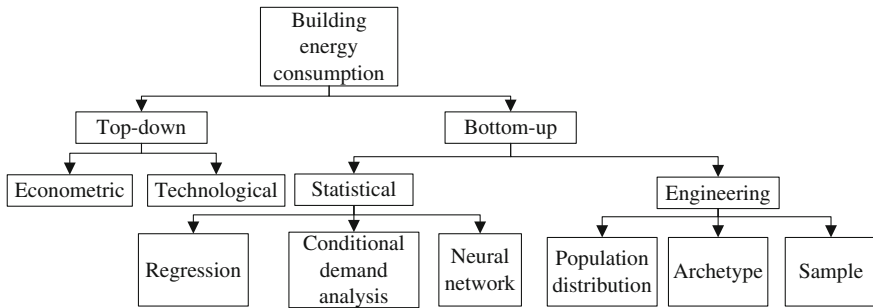 Building
energy
consumption
Top-down
Bottom-up
Econometric
Technological
Statistical
Engineering
Regression
Conditional
demand
analysis
Neural
network
Population
distribution
Archetype
Sample